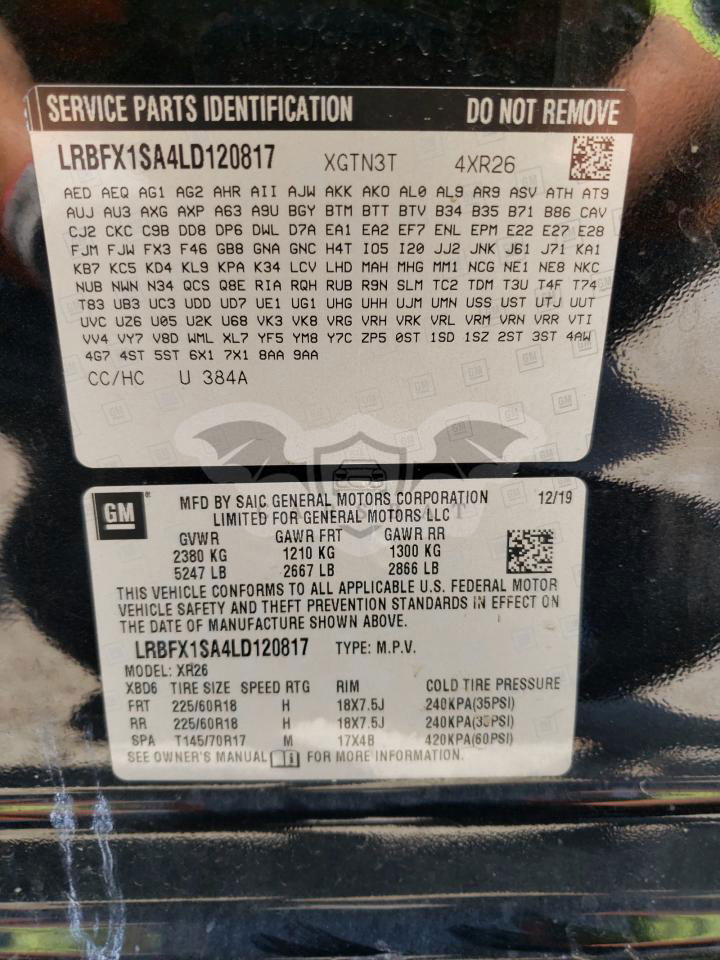 SERVICE PARTS IDENTIFICATION DO NOT REMOVE
LRBFX1SA4LD120817 XGTN3T 4XR26
AED AEQ AG1 AG2 AHR AII AJW AKK AKO AL0 AL9 AR9 ASV ATH AT9
AUJ AU3 AXG AXP A63 A9U BGY BTM BTT BTV B34 B35 B71 B86 CAV
CJ2 CKC C9B DD8 DP6 DWL D7A EA1 EA2 EF7 ENL EPM E22 E27 E28
FJM FJW FX3 F46 GB8 GNA GNC H4T IO5 I20 JJ2 JNK J61 J71 KA1
KB7 KC5 KD4 KL9 KPA K34 LCV LHD MAH MHG MM1 NCG NE1 NE8 NKC
NUB NWN N34 QCS Q8E RIA RQH RUB R9N SLM TC2 TDM T3U T4F T74
T83 UB3 UC3 UDD UD7 UE1 UG1 UHG UHH UJM UMN USS UST UTJ UUT
UVC UZ6 U05 U2K U68 VK3 VK8 VRG VRH VRK VRL VRM VRN VRR VTI
VV4 VY7 V8D WML XL7 YF5 YM8 Y7C ZP5 0ST 1SD 1SZ 2ST 3ST 4AW
4G7 4ST 5ST 6X1 7X1 8AA 9AA
CC/HC U 384A
GM MFD BY SAIC GENERAL MOTORS CORPORATION 12/19
LIMITED FOR GENERAL MOTORS LLC
GVWR GAWR FRT GAWR RR
2380 KG 1210 KG 1300 KG
5247 LB 2667 LB 2866 LB
THIS VEHICLE CONFORMS TO ALL APPLICABLE U.S. FEDERAL MOTOR
VEHICLE SAFETY AND THEFT PREVENTION STANDARDS IN EFFECT ON
THE DATE OF MANUFACTURE SHOWN ABOVE.
LRBFX1SA4LD120817 TYPE: M.P.V.
MODEL: XR26
XBD6 TIRE SIZE SPEED RTG RIM COLD TIRE PRESSURE
FRT 225/60R18 H 18X7.5J 240KPA(35PSI)
RR 225/60R18 H 18X7.5J 240KPA(35PSI)
SPA T145/70R17 M 17X4B 420KPA(60PSI)
SEE OWNER'S MANUAL FOR MORE INFORMATION.